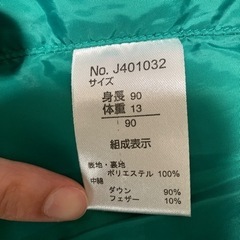 No. J401032
サイズ
身長 90
体重 13
90
組成表示
表地・裏地
ポリエステル 100%
中綿
ダウン 90%
フェザー 10%